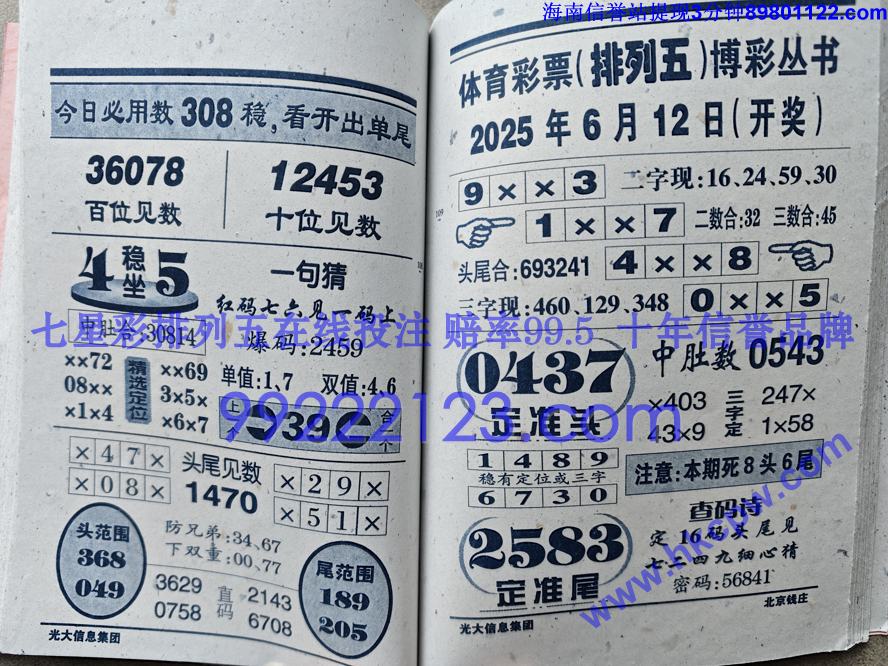 海南信誉站提现3分钟89801122.com
今日必用数308稳,看开出单尾
36078
百位见数
12453
十位见数
4稳坐5
一句猜
红码七六见一码上
中肚合:308F4
爆码:2459
××72
08××
×1×4
精选定位
××69
3×5×
×6×7
单值:1、7 双值:4、6
39
×47×
×08×
头尾见数
1470
×29×
×51×
头范围
368
049
防兄弟:34、67
下双重:00、77
3629
0758
直码
2143
6708
尾范围
189
205
光大信息集团
体育彩票(排列五)博彩丛书
2025年6月12日(开奖)
9××3 二字现:16、24、59、30
1××7 二数合:32 三数合:45
头尾合:693241 4××8
三字现:460、129、348 0××5
0437
定准头
中肚数0543
×403
43×9
三字定
247×
1×58
1489
稳有定位或三字
6730
注意:本期死8头6尾
2583
定准尾
查码诗
定16码头尾见
七二四九细心猜
密码:56841
北京钱庄
光大信息集团
109
七星彩排列五在线投注 赔率99.5 十年信誉品牌
99322123.com
www.hkcpw.com